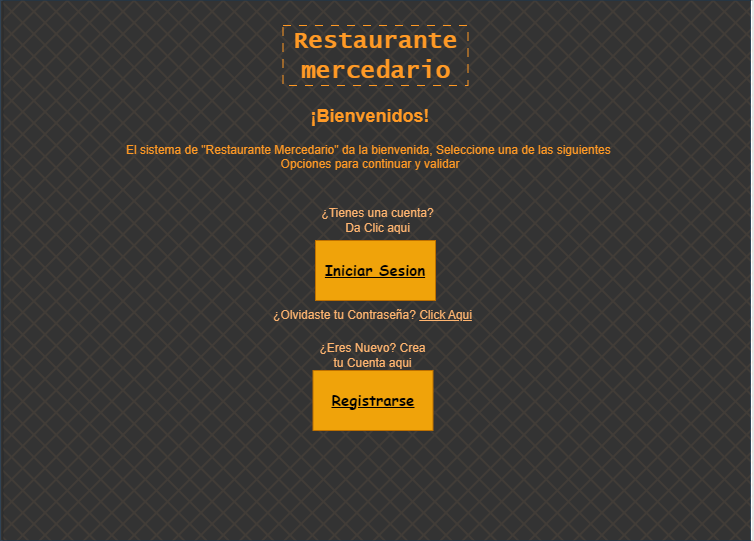 Restaurante
mercedario
¡Bienvenidos!
El sistema de "Restaurante Mercedario" da la bienvenida, Seleccione una de las siguientes
Opciones para continuar y validar
¿Tienes una cuenta?
Da Clic aqui
Iniciar Sesion
¿Olvidaste tu Contraseña? Click Aqui
¿Eres Nuevo? Crea
tu Cuenta aqui
Registrarse